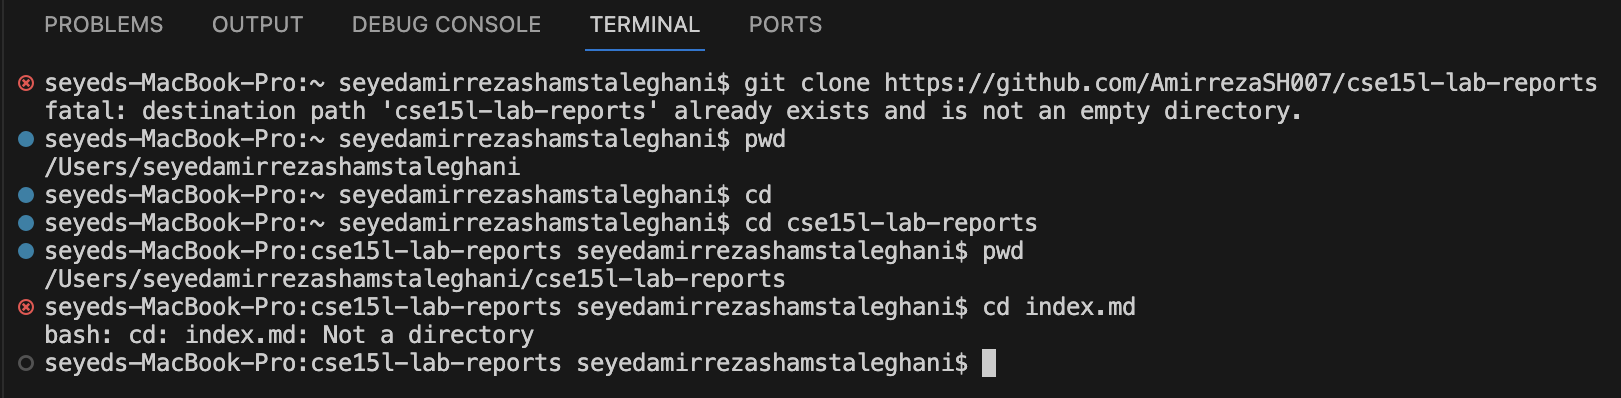 PROBLEMS OUTPUT DEBUG CONSOLE TERMINAL PORTS
seyeds-MacBook-Pro:~ seyedamirrezashamstaleghani$ git clone https://github.com/AmirrezaSH007/cse15l-lab-reports
fatal: destination path 'cse15l-lab-reports' already exists and is not an empty directory.
seyeds-MacBook-Pro:~ seyedamirrezashamstaleghani$ pwd
/Users/seyedamirrezashamstaleghani
seyeds-MacBook-Pro:~ seyedamirrezashamstaleghani$ cd
seyeds-MacBook-Pro:~ seyedamirrezashamstaleghani$ cd cse15l-lab-reports
seyeds-MacBook-Pro:cse15l-lab-reports seyedamirrezashamstaleghani$ pwd
/Users/seyedamirrezashamstaleghani/cse15l-lab-reports
seyeds-MacBook-Pro:cse15l-lab-reports seyedamirrezashamstaleghani$ cd index.md
bash: cd: index.md: Not a directory
seyeds-MacBook-Pro:cse15l-lab-reports seyedamirrezashamstaleghani$